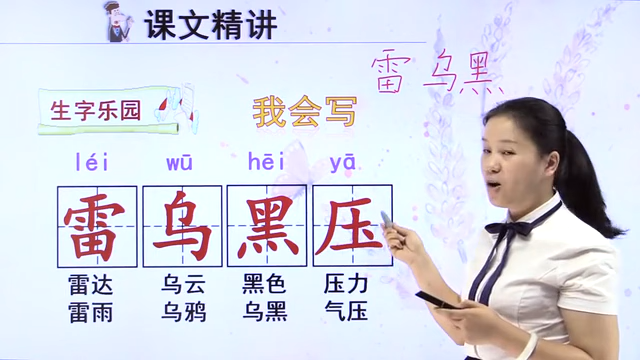 课文精讲
雷乌黑
生字乐园
我会写
léi wū hēi yā
雷 乌 黑 压
雷达 乌云 黑色 压力
雷雨 乌鸦 乌黑 气压